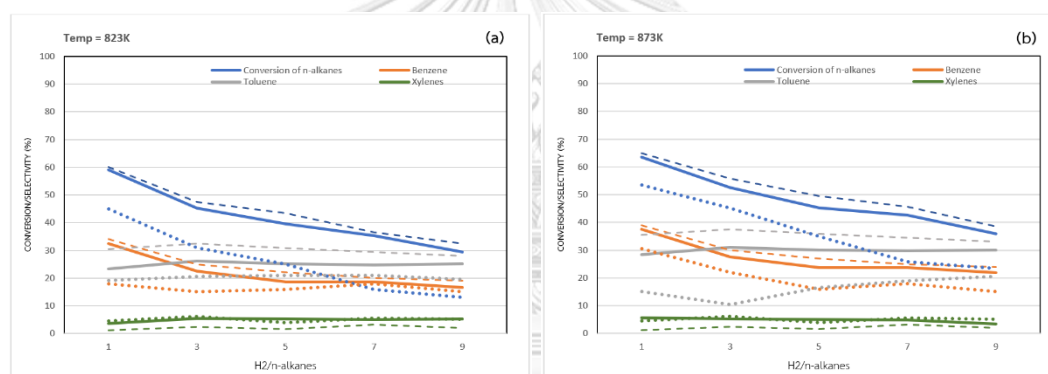 Temp = 823K
(a)
100
90
80
70
60
50
40
30
20
10
0
CONVERSION/SELECTIVITY (%)
Conversion of n-alkanes
Benzene
Toluene
Xylenes
1 3 5 7 9
H2/n-alkanes
Temp = 873K
(b)
100
90
80
70
60
50
40
30
20
10
0
CONVERSION/SELECTIVITY (%)
Conversion of n-alkanes
Benzene
Toluene
Xylenes
1 3 5 7 9
H2/n-alkanes